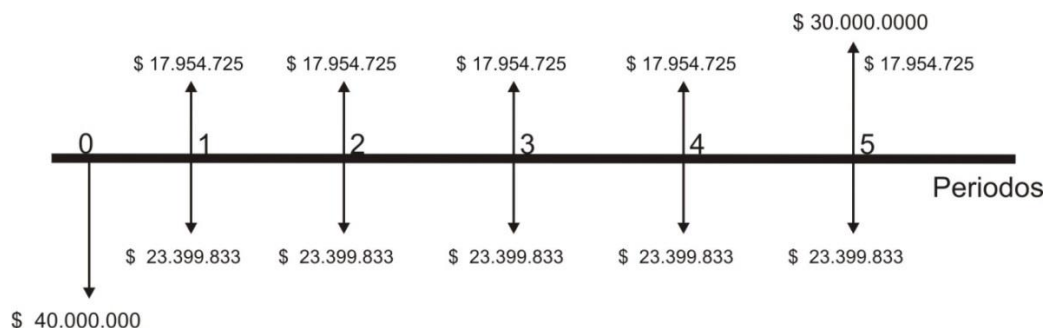 $ 30.000.0000
$ 17.954.725 $ 17.954.725 $ 17.954.725 $ 17.954.725 $ 17.954.725
0 1 2 3 4 5
Periodos
$ 23.399.833 $ 23.399.833 $ 23.399.833 $ 23.399.833 $ 23.399.833
$ 40.000.000